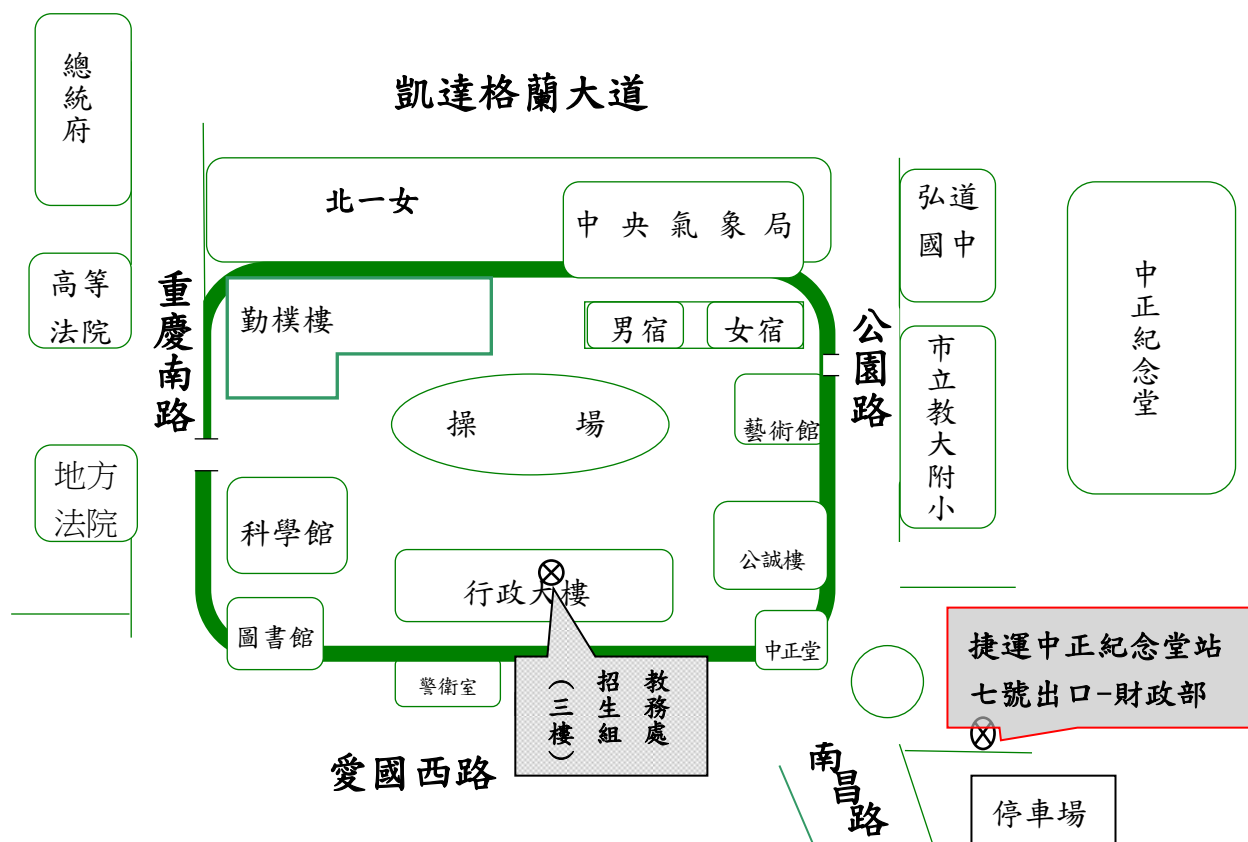 總統府
凱達格蘭大道
北一女
中央氣象局
弘道
國中
中正紀念堂
高等
法院
重慶南路
勤樸樓
男宿
女宿
公園路
市立教大附小
操場
藝術館
地方
法院
科學館
公誠樓
行政大樓
圖書館
中正堂
警衛室
教務處
招生組
(三樓)
捷運中正紀念堂站
七號出口-財政部
愛國西路
南昌路
停車場